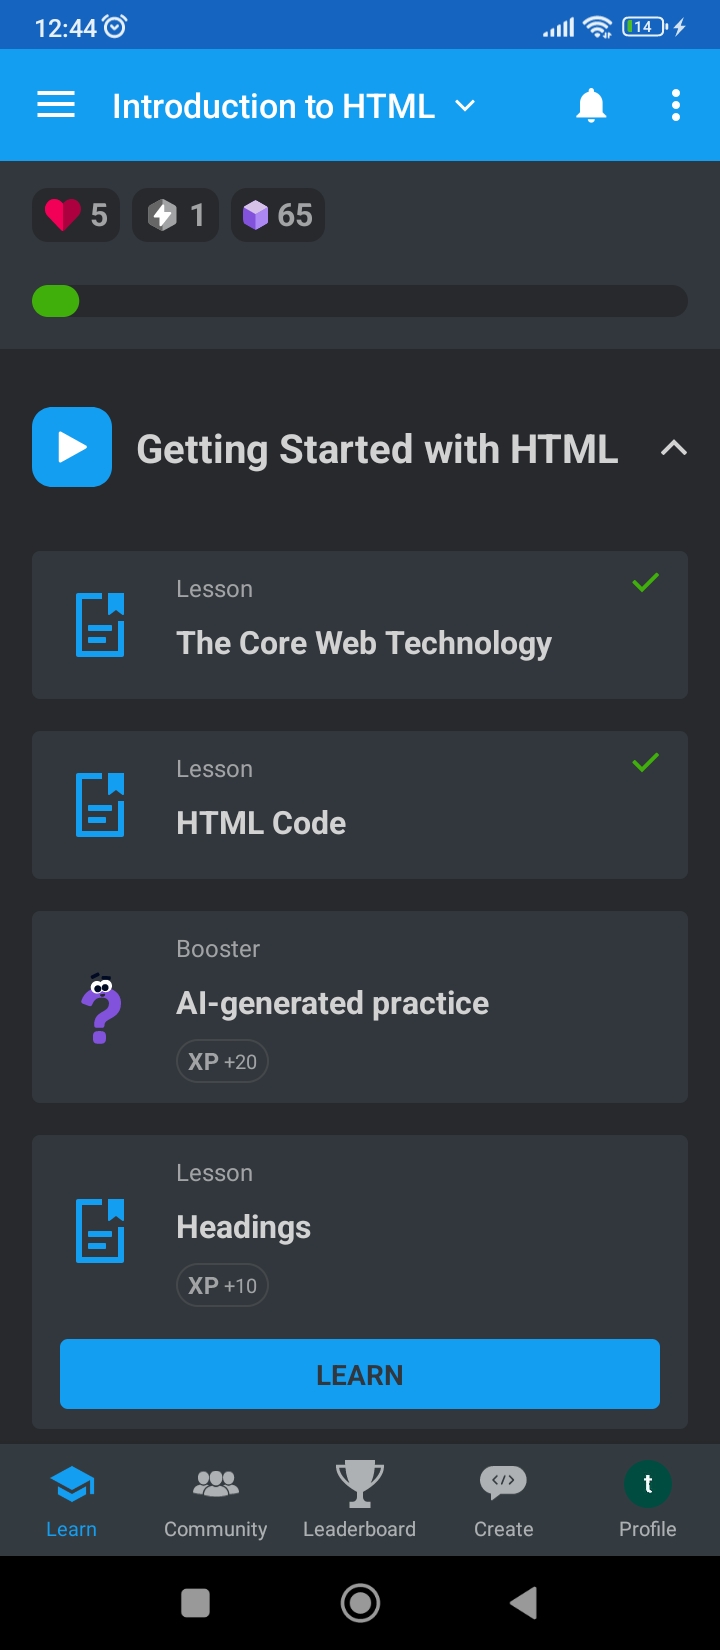 12:44
14
Introduction to HTML
5
1
65
Getting Started with HTML
Lesson
The Core Web Technology
Lesson
HTML Code
Booster
AI-generated practice
XP +20
Lesson
Headings
XP +10
LEARN
t
Learn
Community
Leaderboard
Create
Profile